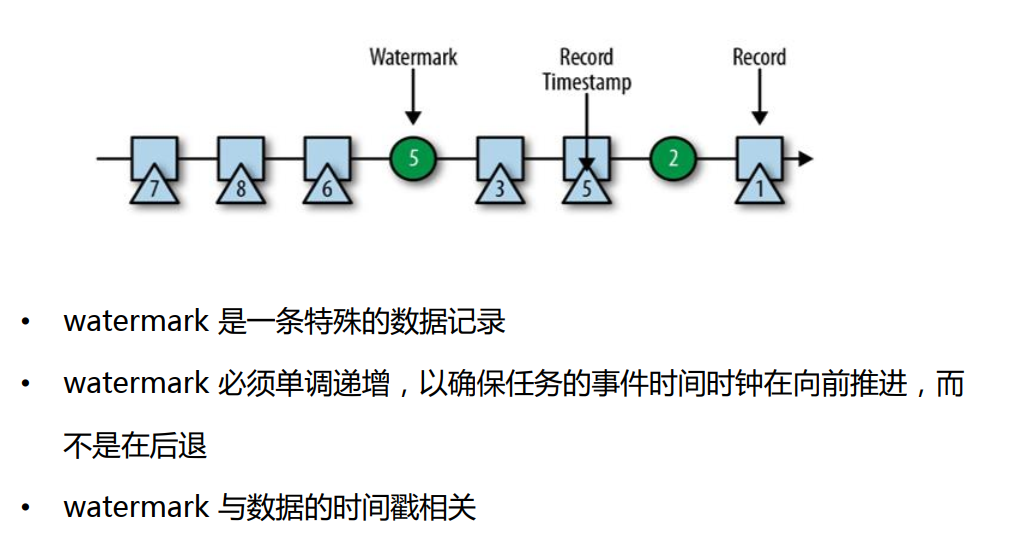 Watermark
Record
Timestamp
Record
7
8
6
5
3
5
2
1
• watermark 是一条特殊的数据记录
• watermark 必须单调递增，以确保任务的事件时间时钟在向前推进，而
不是在后退
• watermark 与数据的时间戳相关